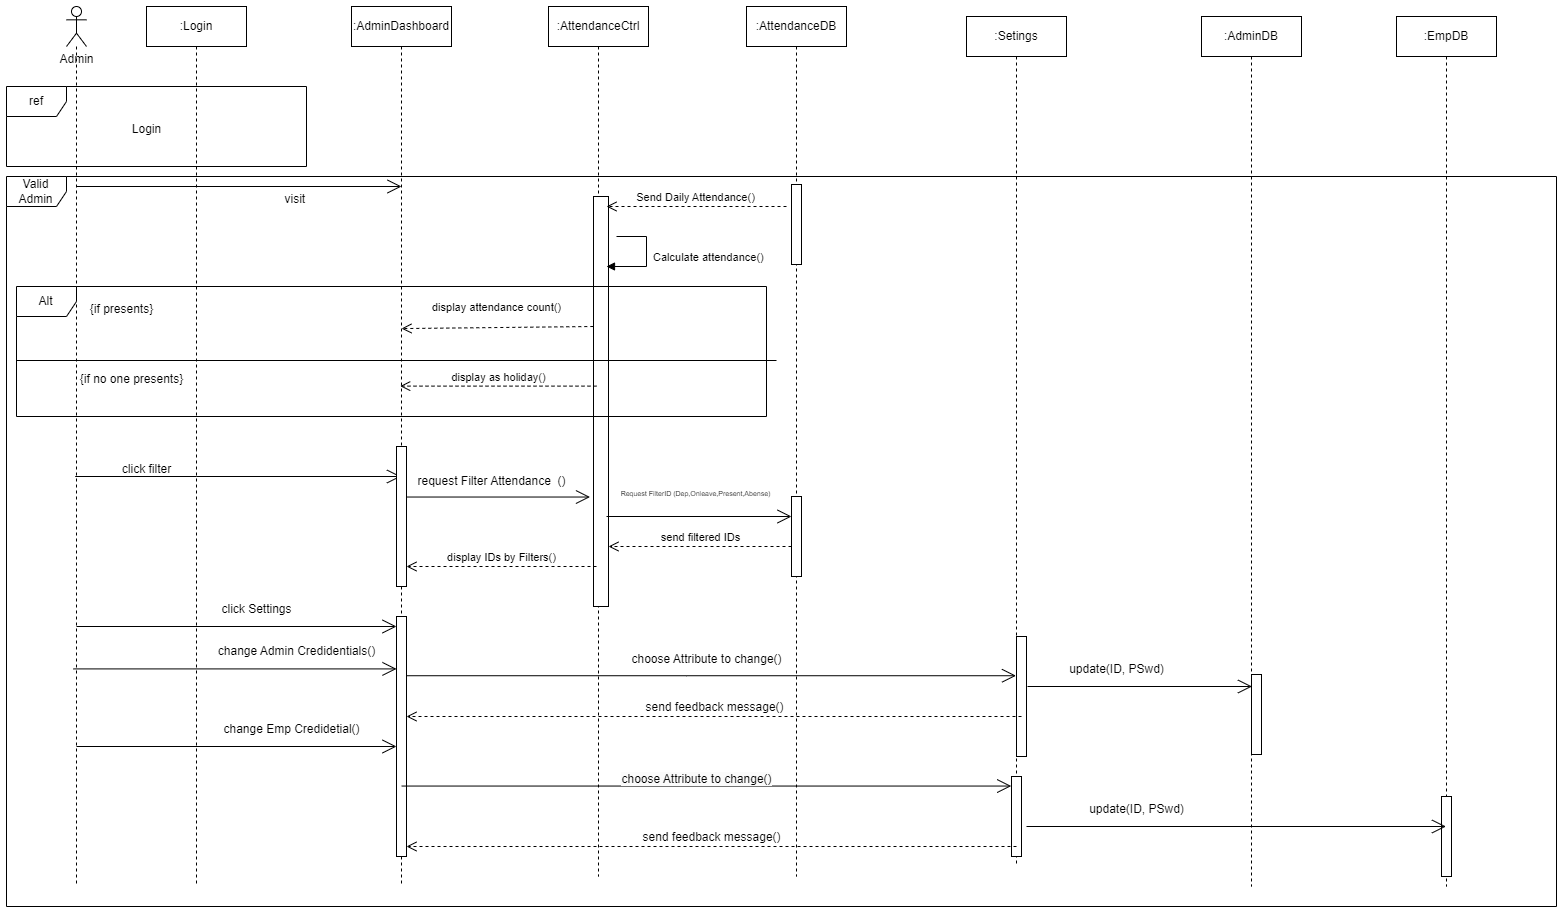 :Login
:AdminDashboard
:AttendanceCtrl
:AttendanceDB
:Setings
:AdminDB
:EmpDB
Admin
ref
Login
Valid
Admin
visit
Send Daily Attendance()
Calculate attendance()
Alt
{if presents}
display attendance count()
{if no one presents}
display as holiday()
click filter
request Filter Attendance  ()
Request FilterID (Dep,Onleave,Present,Abense)
send filtered IDs
display IDs by Filters()
click Settings
change Admin Creidentials()
choose Attribute to change()
update(ID, PSwd)
send feedback message()
change Emp Creidetial()
choose Attribute to change()
update(ID, PSwd)
send feedback message()